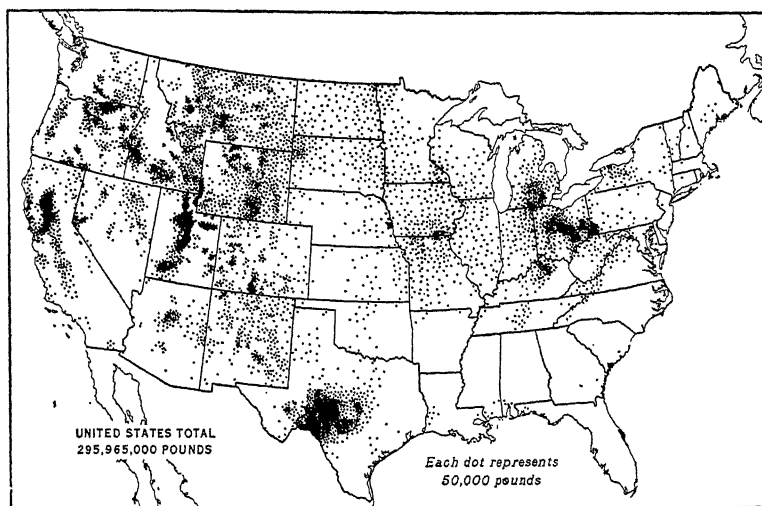 UNITED STATES TOTAL
295,965,000 POUNDS
Each dot represents
50,000 pounds